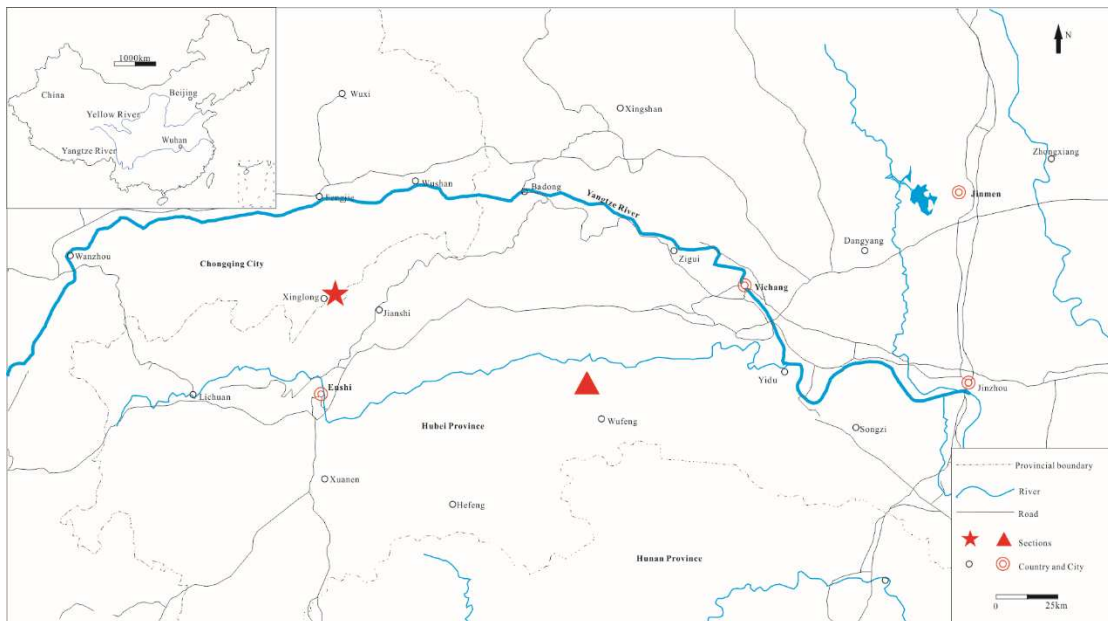 1000km
China
Beijing
Yellow River
Wuhan
Yangtze River
N
Wuxi
Xingshan
Zhongxiang
Wushan
Badong
Yangtze River
Jinmen
Fengjie
Dangyang
Wanzhou
Zigui
Chongqing City
Yichang
Xinglong
Jianshi
Yidu
Jinzhou
Enshi
Lichuan
Wufeng
Hubei Province
Songzi
Xuanen
Hefeng
Hunan Province
Provincial boundary
River
Road
Sections
Country and City
0 25km